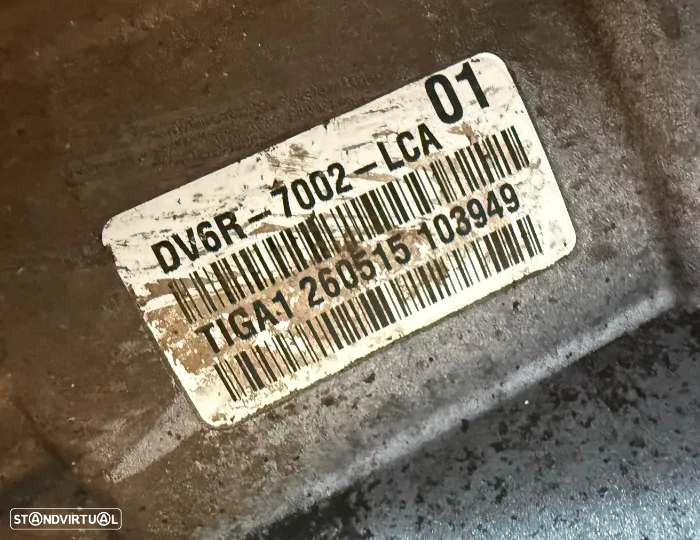 01
DV6R-7002-LCA
TIGA1 260515 103949
STANDVIRTUAL